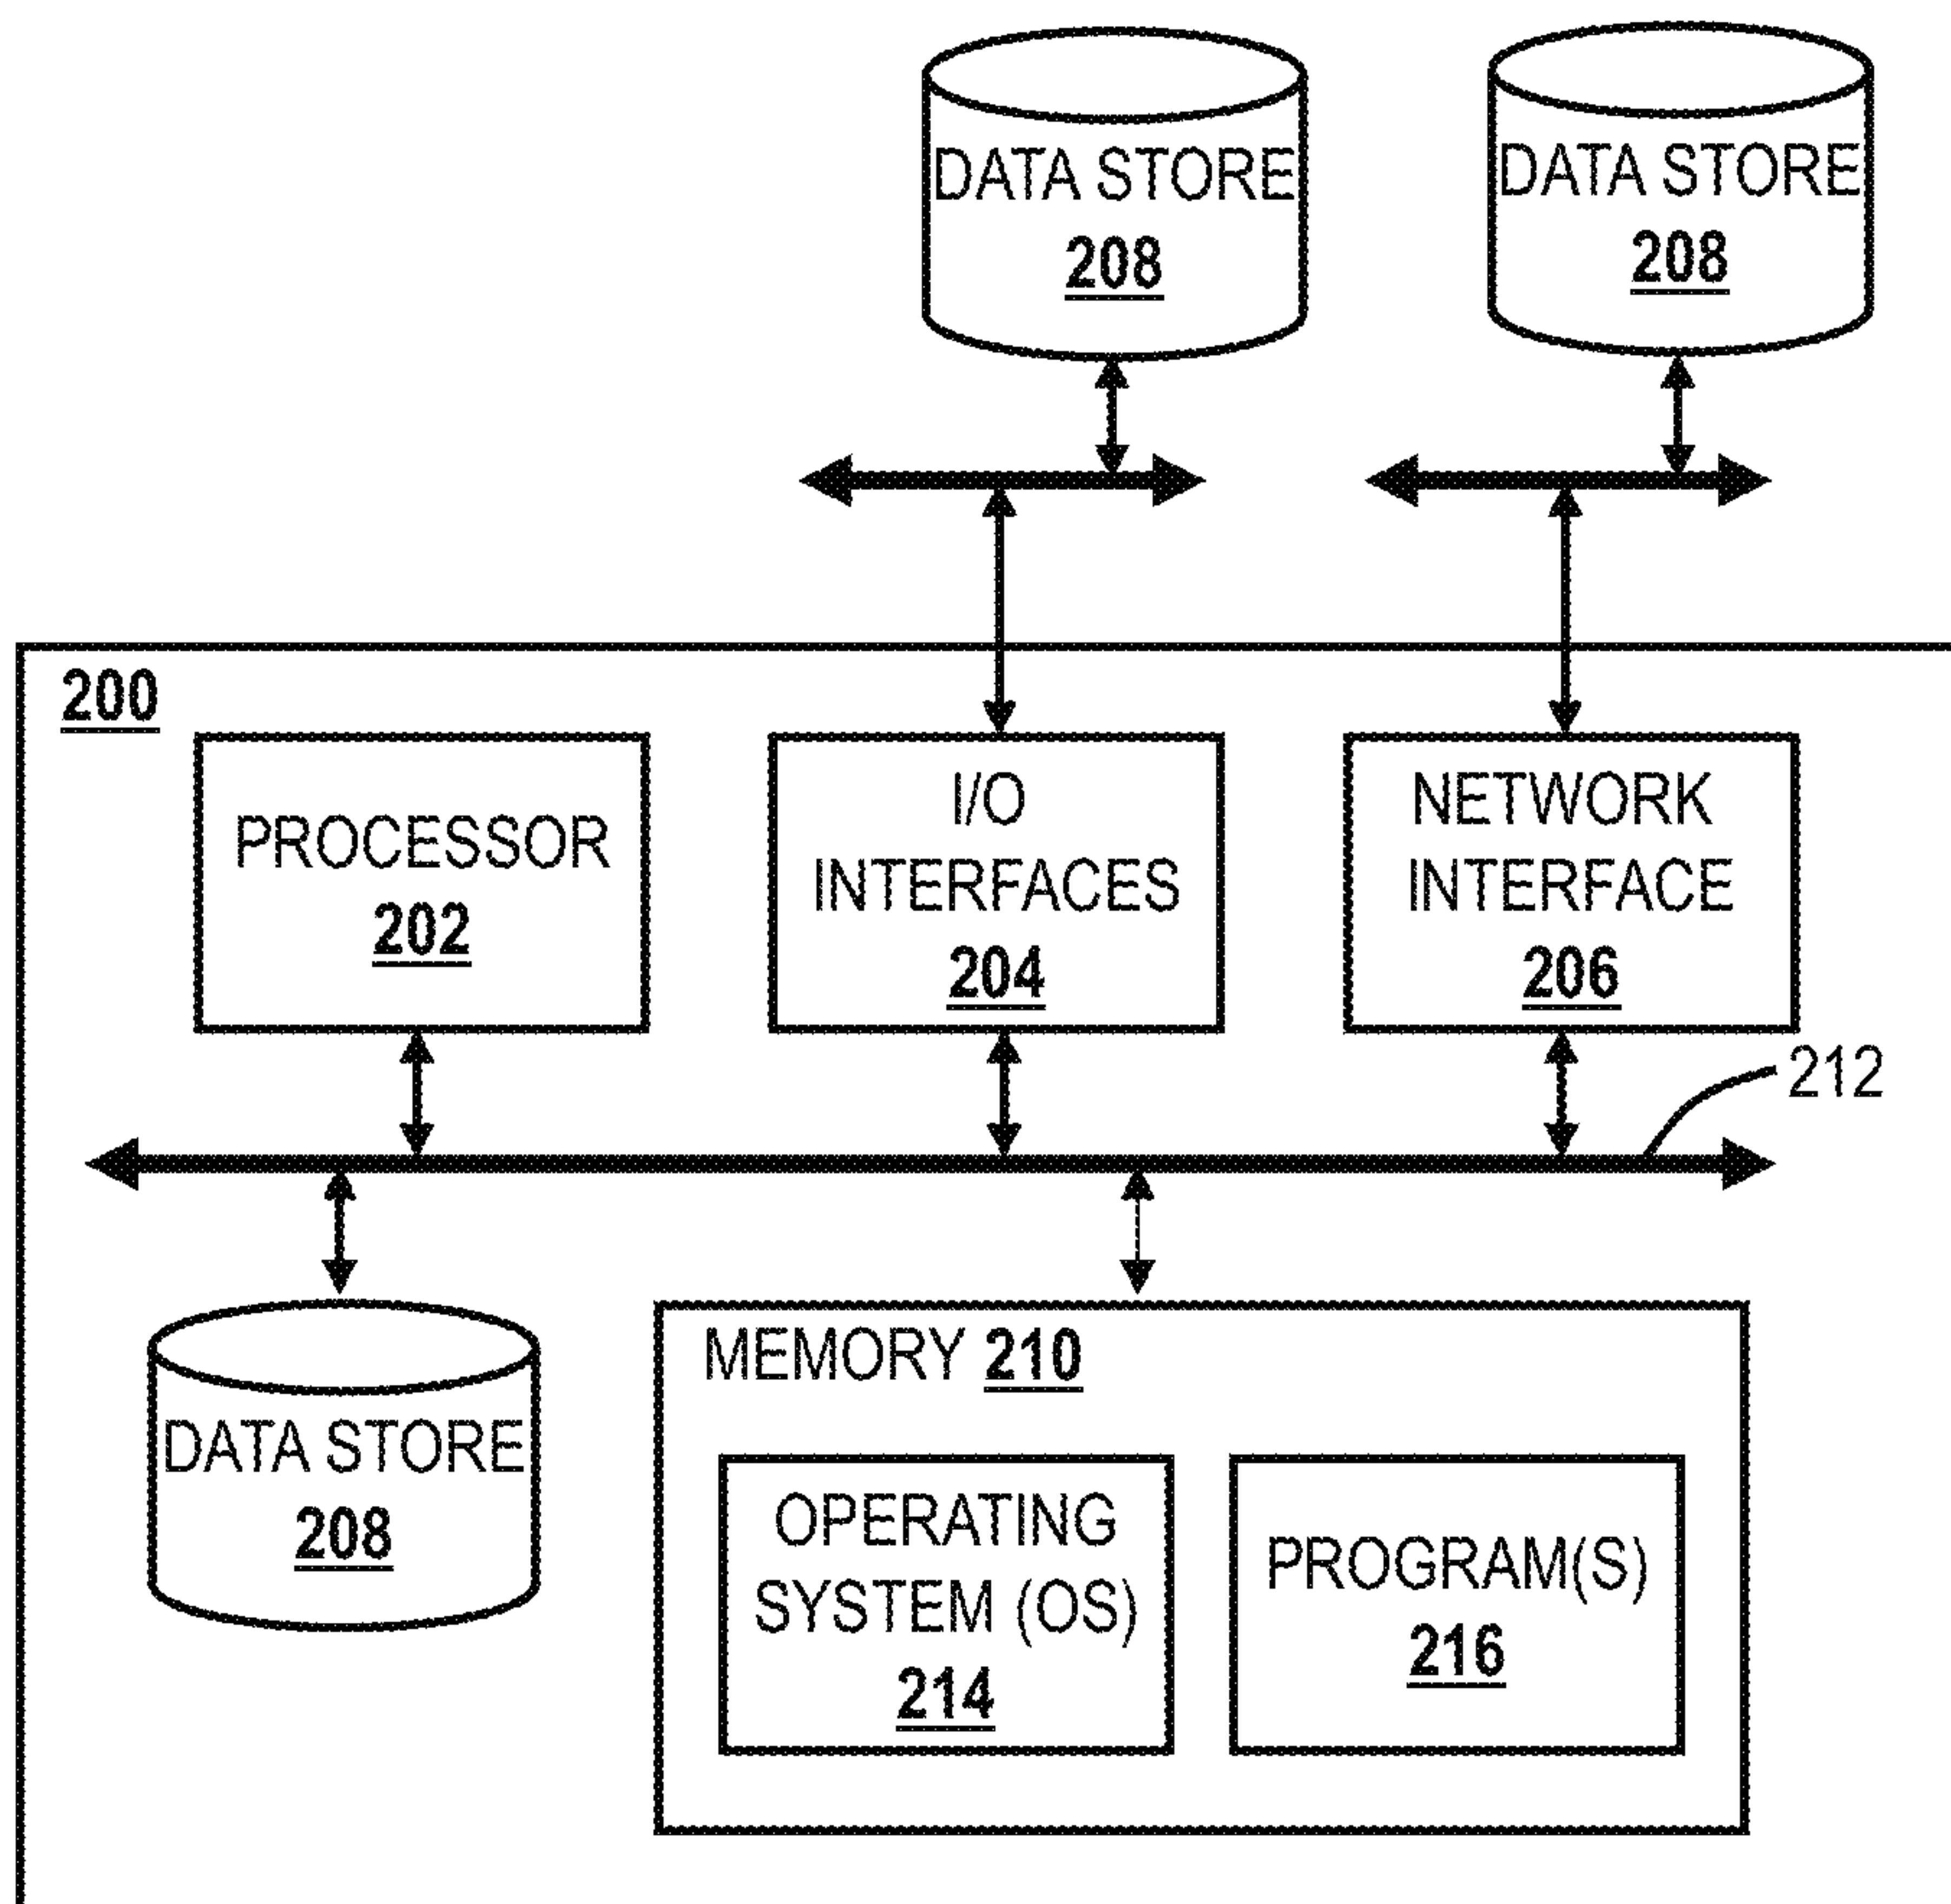 DATA STORE
208
DATA STORE
208
200
PROCESSOR
202
I/O
INTERFACES
204
NETWORK
INTERFACE
206
212
DATA STORE
208
MEMORY 210
OPERATING
SYSTEM (OS)
214
PROGRAM(S)
216